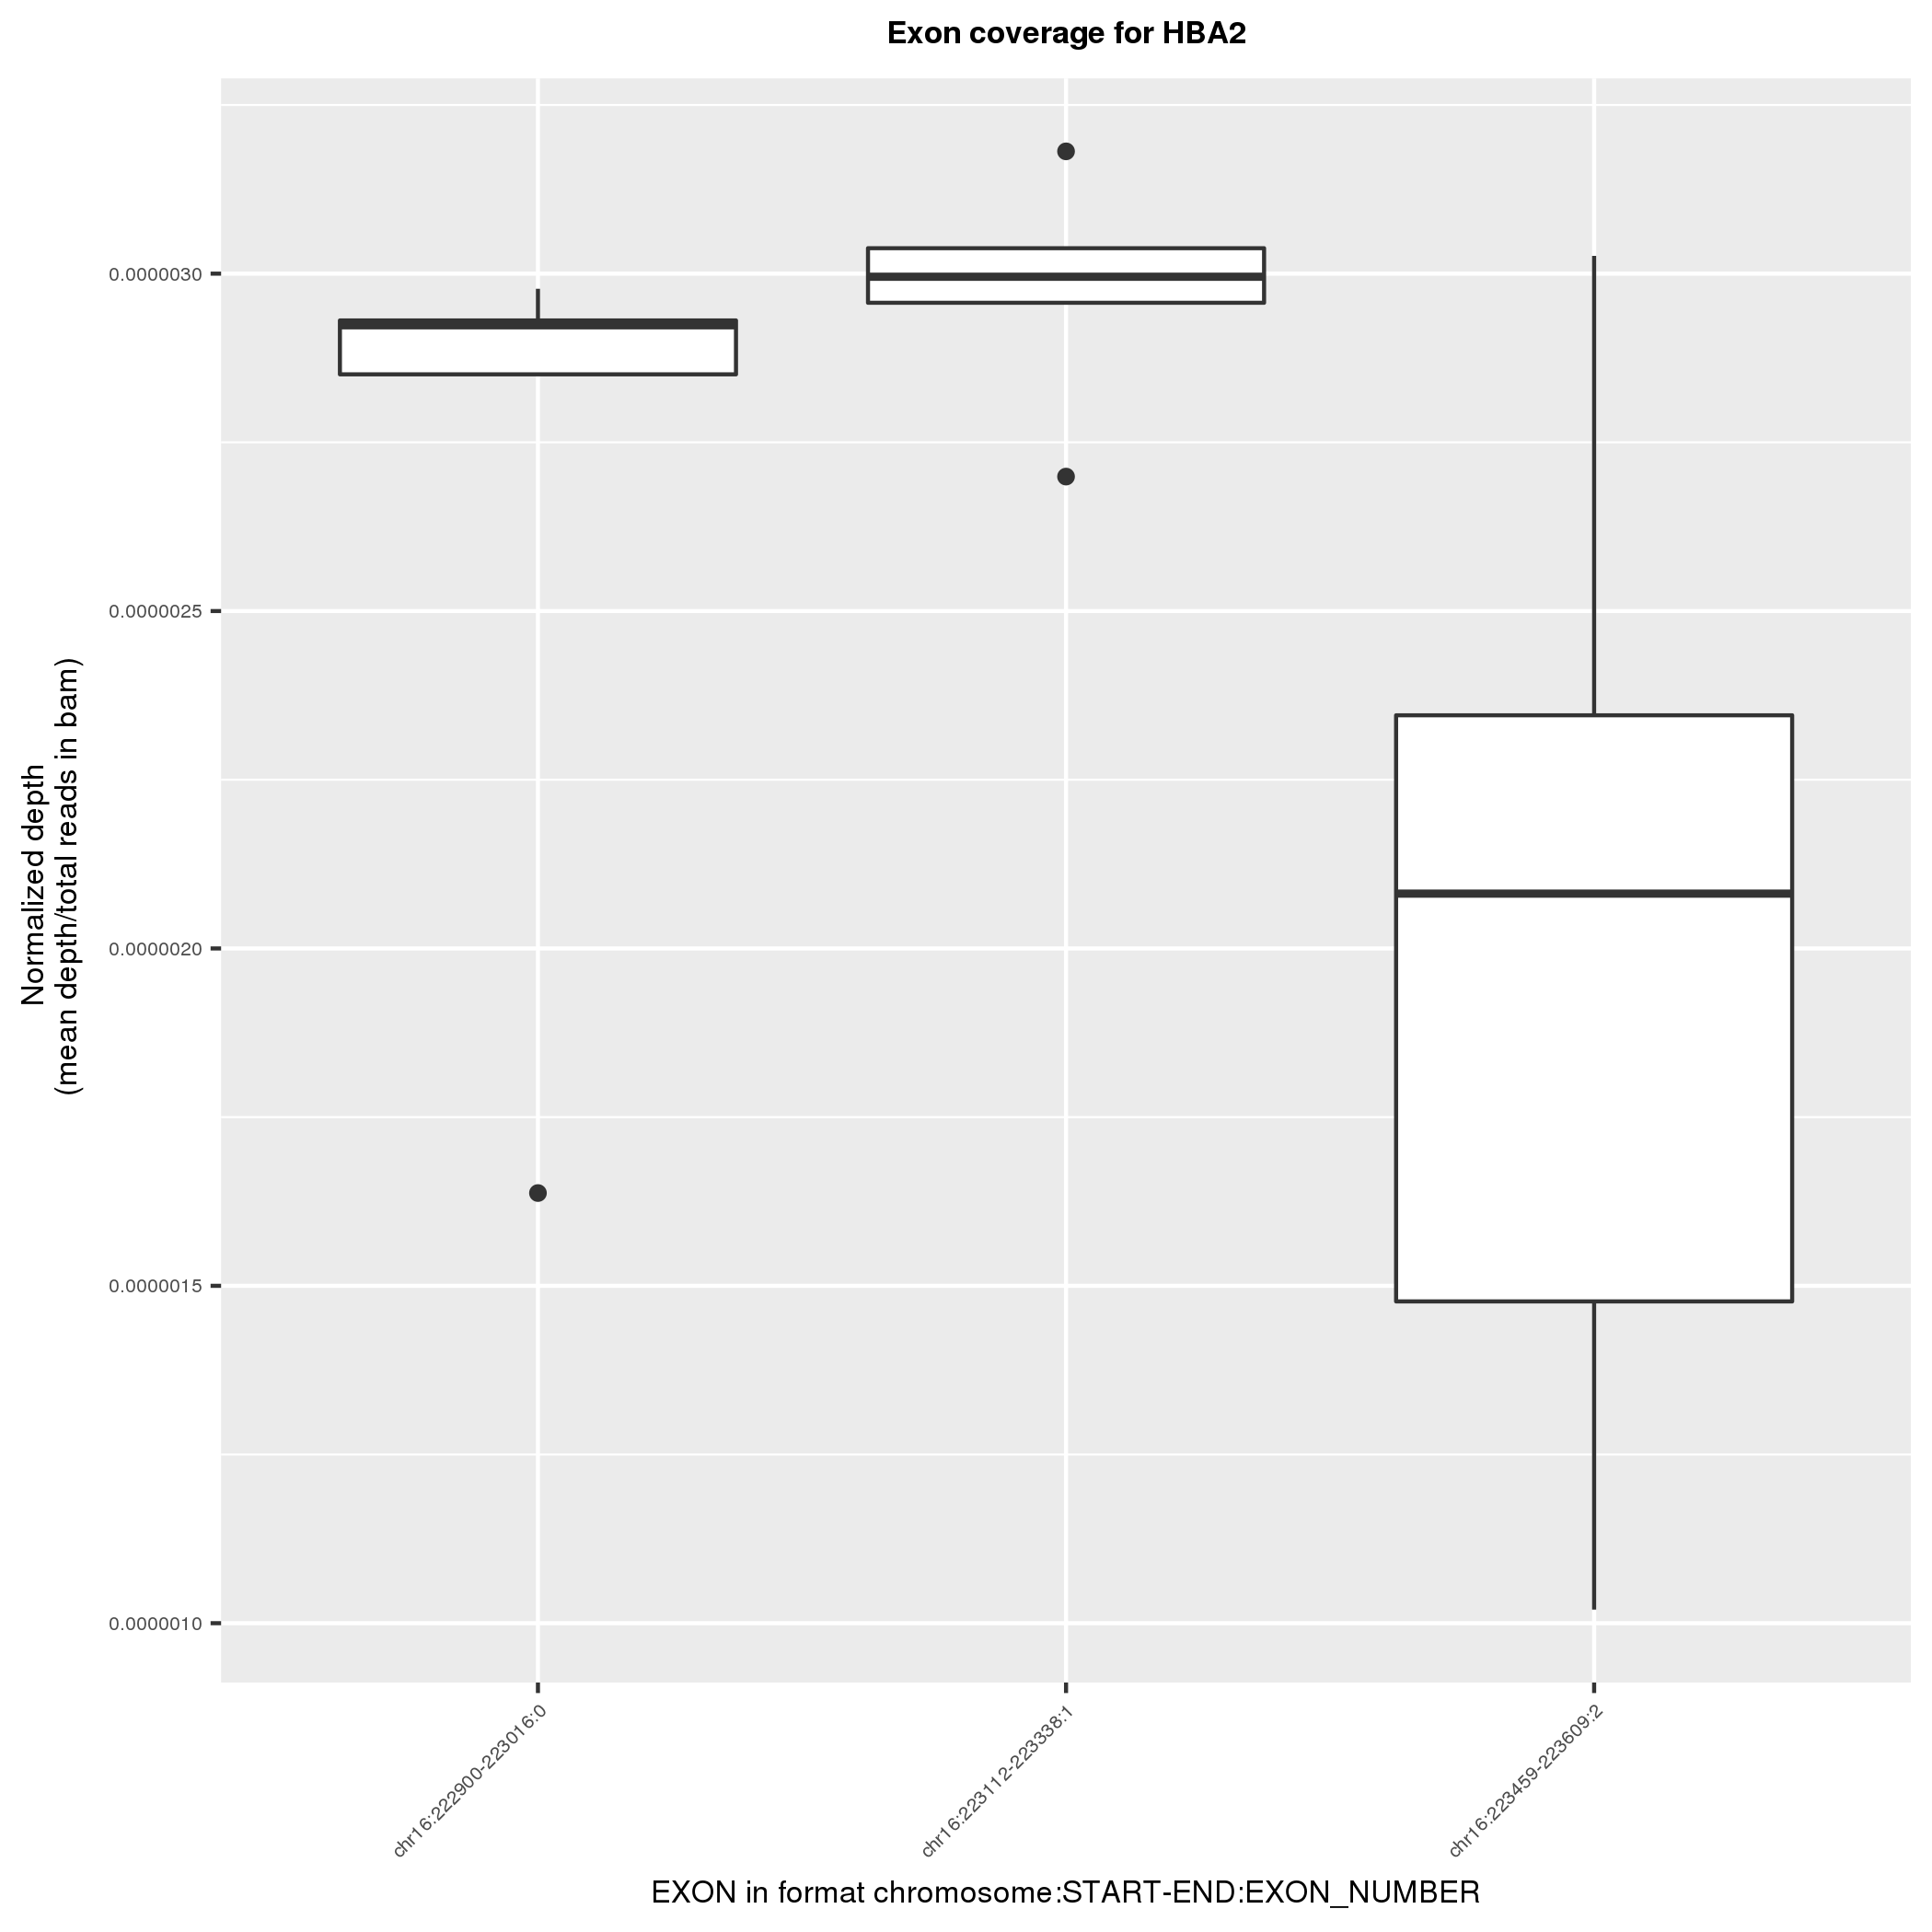 Exon coverage for HBA2
Normalized depth
(mean depth/total reads in bam)
0.0000030
0.0000025
0.0000020
0.0000015
0.0000010
chr16:222900-223016:0
chr16:223112-223338:1
chr16:223459-223609:2
EXON in format chromosome:START-END:EXON_NUMBER